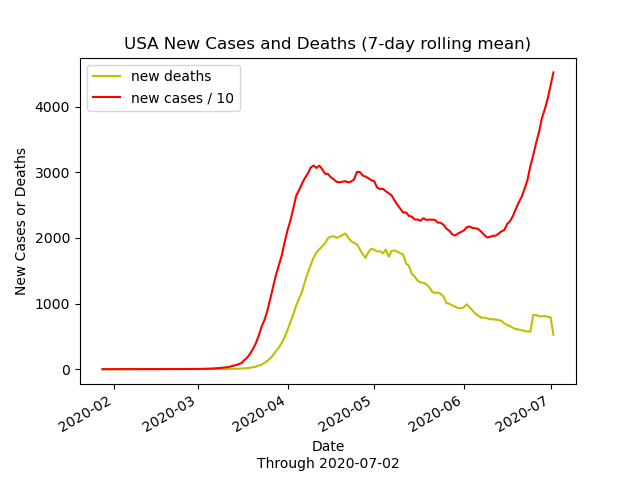 USA New Cases and Deaths (7-day rolling mean)
new deaths
new cases / 10
New Cases or Deaths
4000
3000
2000
1000
0
2020-02
2020-03
2020-04
2020-05
2020-06
2020-07
Date
Through 2020-07-02